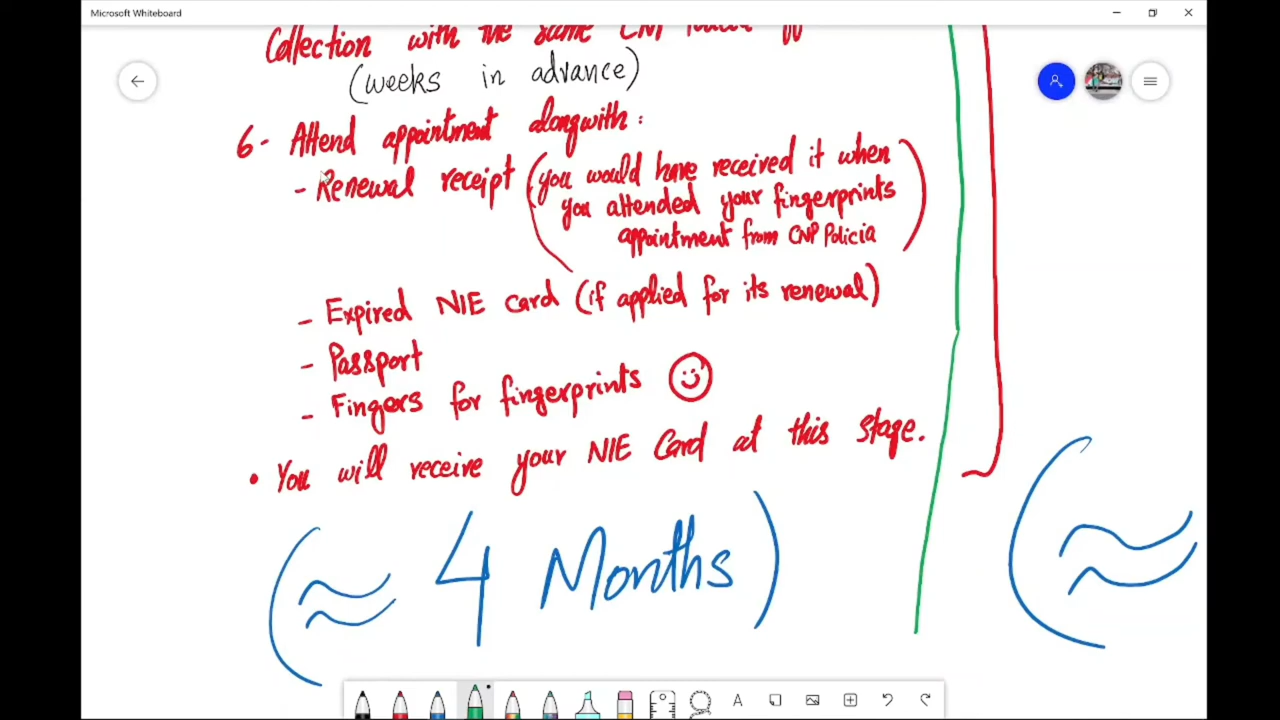 Microsoft Whiteboard
Collection with the same CNP
(weeks in advance)
6- Attend appointment alongwith:
- Renewal receipt (you would have received it when
you attended your fingerprints
appointment from CNP Policia)
- Expired NIE card (if applied for its renewal)
- Passport
- Fingers for fingerprints
• You will receive your NIE Card at this stage.
(≈ 4 Months)
(≈